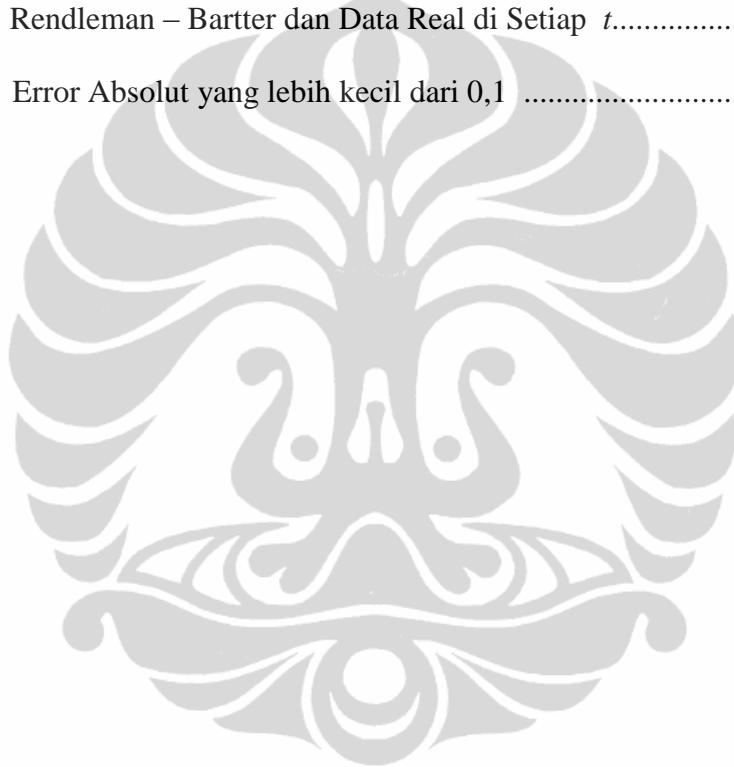 Rendleman – Bartter dan Data Real di Setiap t................
Error Absolut yang lebih kecil dari 0,1 ...........................